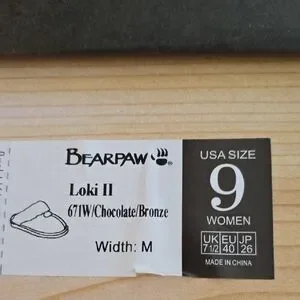 BEARPAW ®
Loki II
671W/Chocolate/Bronze
Width: M
USA SIZE
9
WOMEN
UK EU JP
7 1/2 40 26
MADE IN CHINA